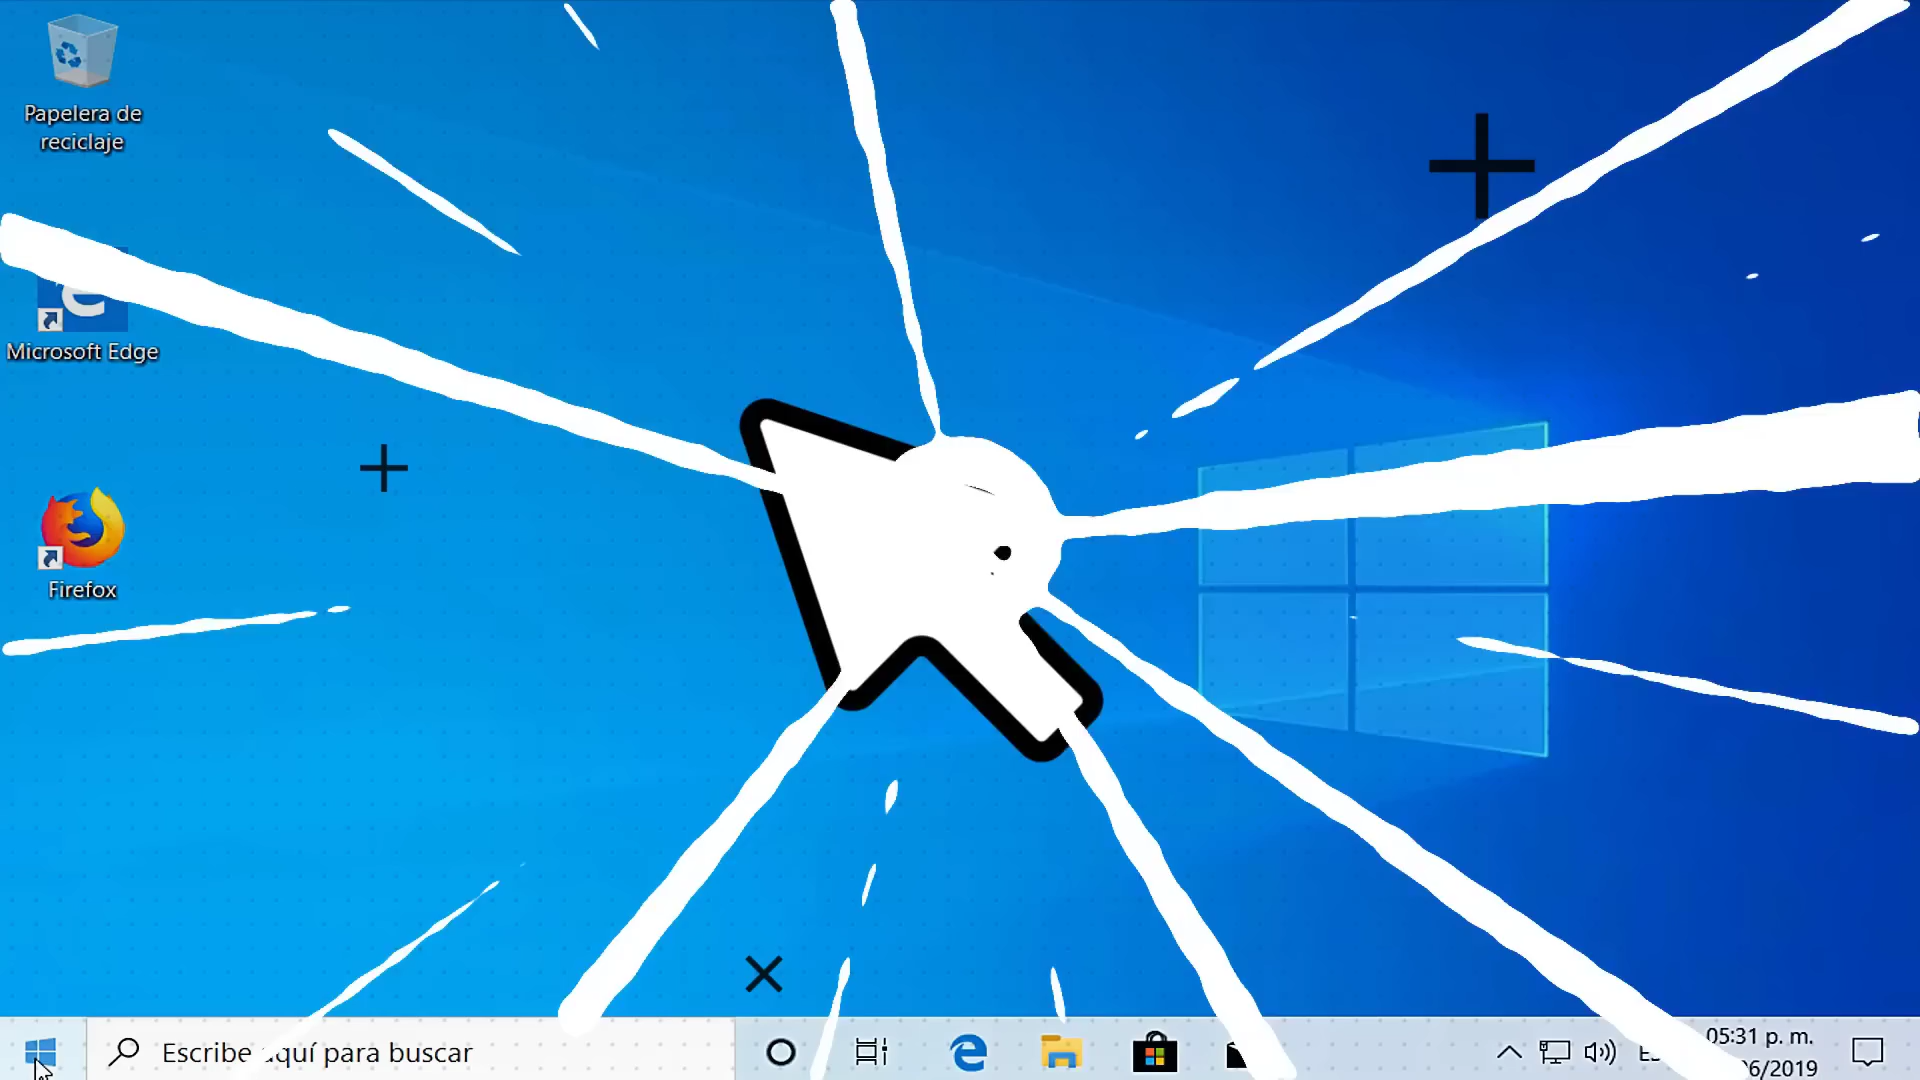 Papelera de
reciclaje
Microsoft Edge
Firefox
Escribe aquí para buscar
05:31 p. m.
6/2019